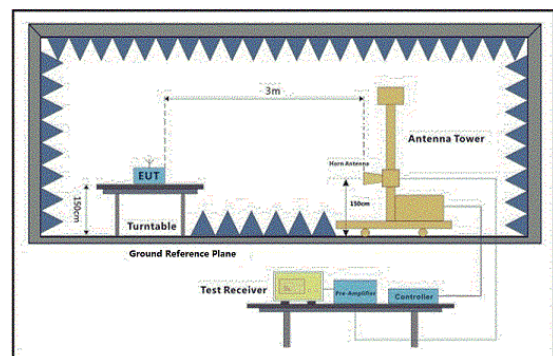 3m
Antenna Tower
Horn Antenna
EUT
150cm
150cm
Turntable
Ground Reference Plane
Test Receiver
Pre-Amplifier
Controller